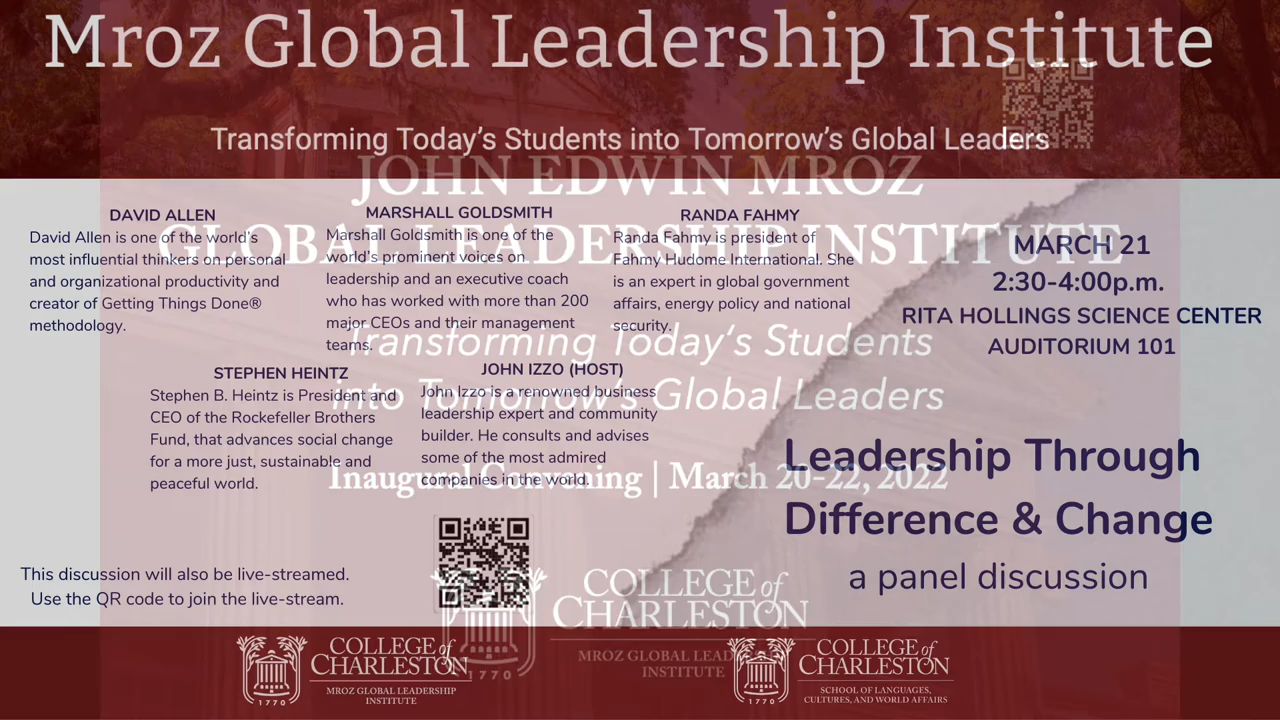 Mroz Global Leadership Institute
Transforming Today's Students into Tomorrow's Global Leaders
JOHN EDWIN MROZ
GLOBAL LEADERSHIP INSTITUTE
Transforming Today's Students
into Tomorrow's Global Leaders
Inaugural Convening | March 20-22, 2022
DAVID ALLEN
David Allen is one of the world's
most influential thinkers on personal
and organizational productivity and
creator of Getting Things Done®
methodology.
MARSHALL GOLDSMITH
Marshall Goldsmith is one of the
world's prominent voices on
leadership and an executive coach
who has worked with more than 200
major CEOs and their management
teams.
RANDA FAHMY
Randa Fahmy is president of
Fahmy Hudome International. She
is an expert in global government
affairs, energy policy and national
security.
STEPHEN HEINTZ
Stephen B. Heintz is President and
CEO of the Rockefeller Brothers
Fund, that advances social change
for a more just, sustainable and
peaceful world.
JOHN IZZO (HOST)
John Izzo is a renowned business
leadership expert and community
builder. He consults and advises
some of the most admired
companies in the world.
MARCH 21
2:30-4:00p.m.
RITA HOLLINGS SCIENCE CENTER
AUDITORIUM 101
Leadership Through
Difference & Change
a panel discussion
This discussion will also be live-streamed.
Use the QR code to join the live-stream.
COLLEGE of
CHARLESTON
MROZ GLOBAL LEAD
INSTITUTE
1770
COLLEGE of
CHARLESTON
MROZ GLOBAL LEADERSHIP
INSTITUTE
1770
COLLEGE of
CHARLESTON
SCHOOL OF LANGUAGES,
CULTURES, AND WORLD AFFAIRS
1770